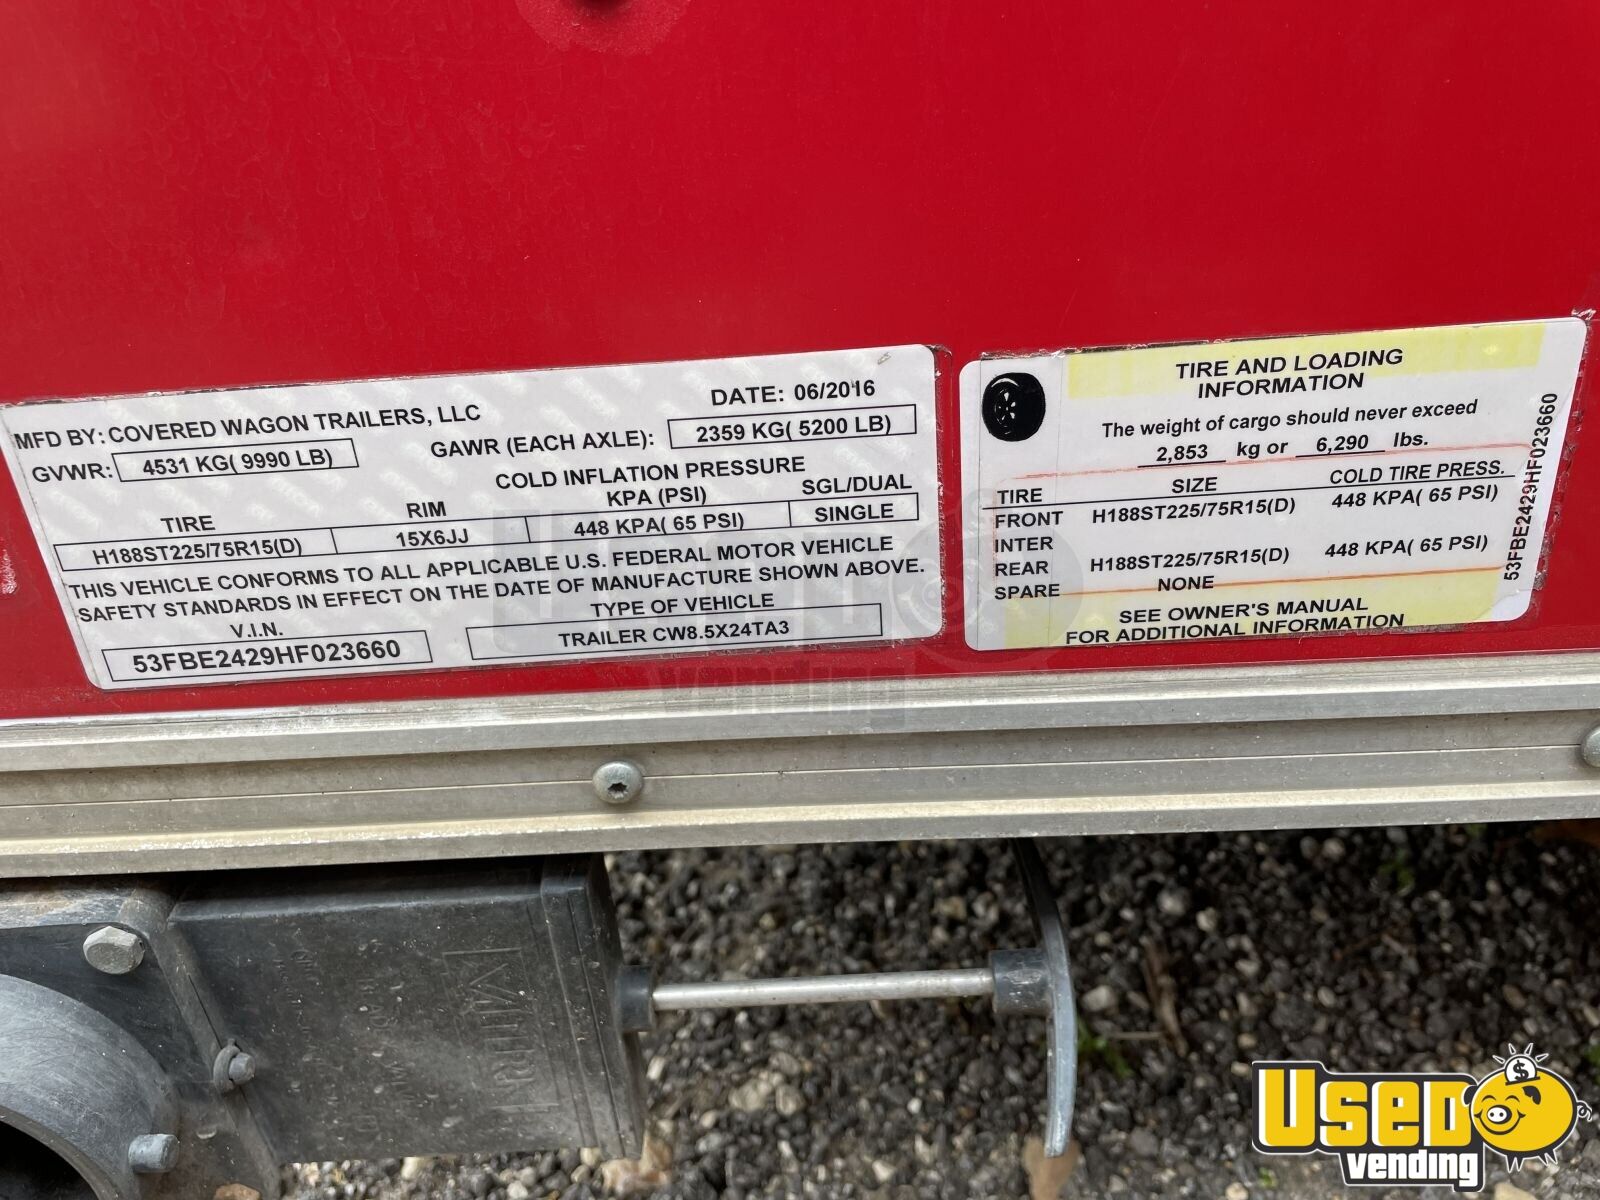 MFD BY: COVERED WAGON TRAILERS, LLC
DATE: 06/2016
GVWR: 4531 KG( 9990 LB)
GAWR (EACH AXLE): 2359 KG( 5200 LB)
COLD INFLATION PRESSURE
TIRE RIM KPA (PSI) SGL/DUAL
H188ST225/75R15(D) 15X6JJ 448 KPA( 65 PSI) SINGLE
THIS VEHICLE CONFORMS TO ALL APPLICABLE U.S. FEDERAL MOTOR VEHICLE
SAFETY STANDARDS IN EFFECT ON THE DATE OF MANUFACTURE SHOWN ABOVE.
V.I.N. TYPE OF VEHICLE
53FBE2429HF023660 TRAILER CW8.5X24TA3
TIRE AND LOADING
INFORMATION
The weight of cargo should never exceed
2,853 kg or 6,290 lbs.
TIRE SIZE COLD TIRE PRESS.
FRONT H188ST225/75R15(D) 448 KPA( 65 PSI)
INTER
REAR H188ST225/75R15(D) 448 KPA( 65 PSI)
SPARE NONE
SEE OWNER'S MANUAL
FOR ADDITIONAL INFORMATION
53FBE2429HF023660
VALTERRA
vending
$
USED
vending